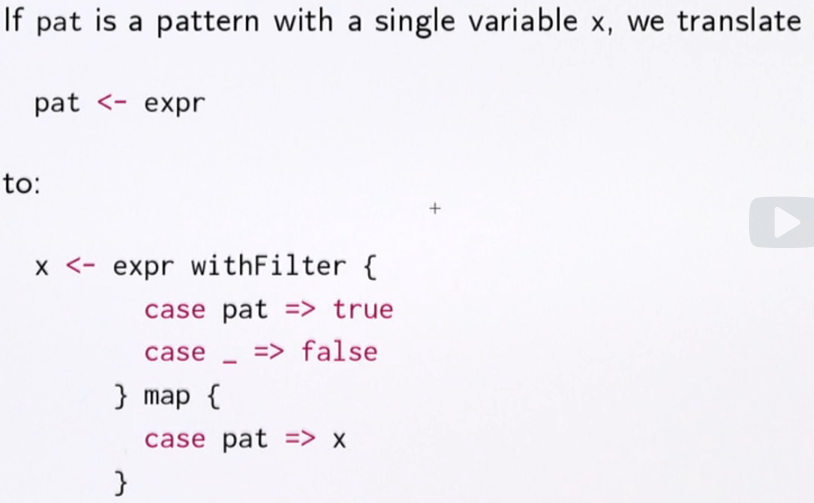 If pat is a pattern with a single variable x, we translate
pat <- expr
to:
x <- expr withFilter {
case pat => true
case _ => false
} map {
case pat => x
}